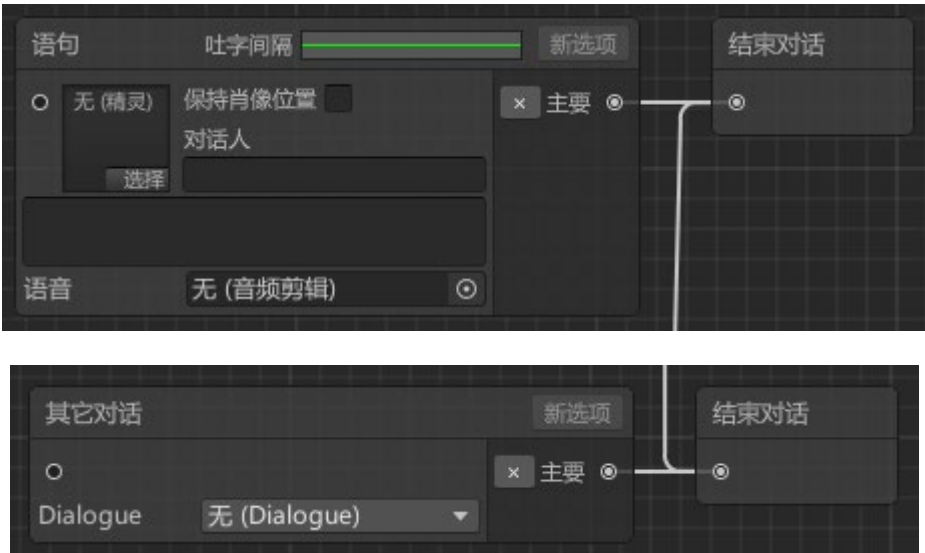 语句 吐字间隔 新选项 结束对话
无 (精灵) 保持肖像位置 × 主要
对话人
选择
语音 无 (音频剪辑)
其它对话 新选项 结束对话
× 主要
Dialogue 无 (Dialogue)